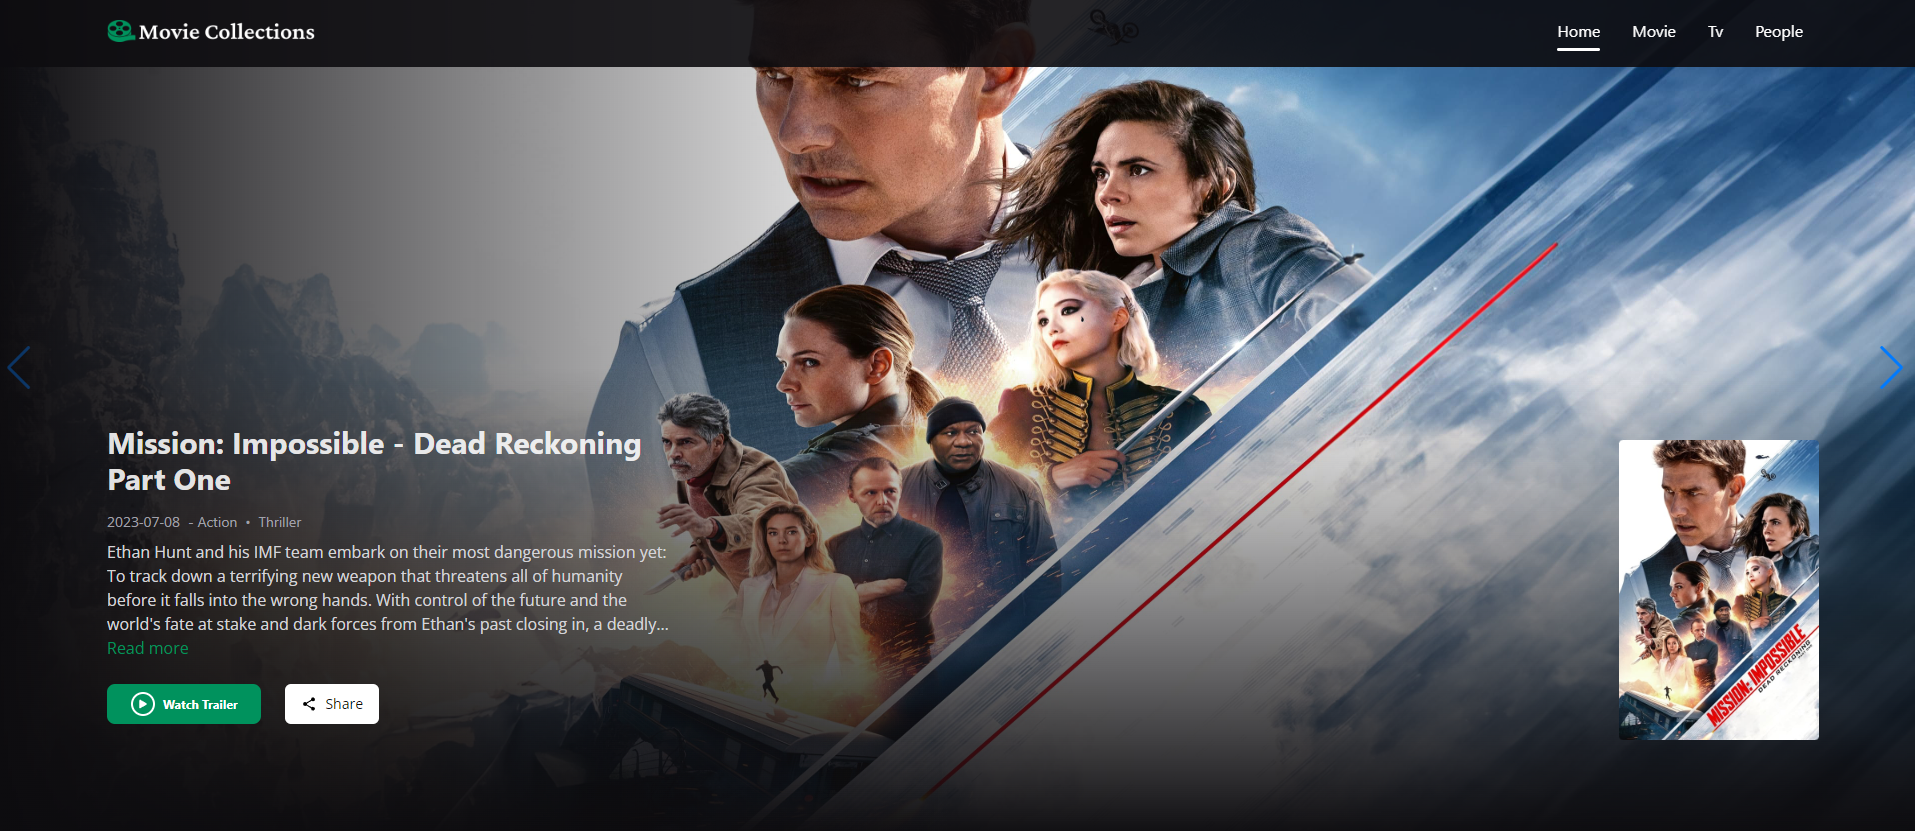 Movie Collections
Home
Movie
Tv
People
Mission: Impossible - Dead Reckoning
Part One
2023-07-08 - Action • Thriller
Ethan Hunt and his IMF team embark on their most dangerous mission yet:
To track down a terrifying new weapon that threatens all of humanity
before it falls into the wrong hands. With control of the future and the
world's fate at stake and dark forces from Ethan's past closing in, a deadly...
Read more
Watch Trailer
Share
MISSION: IMPOSSIBLE
DEAD RECKONING